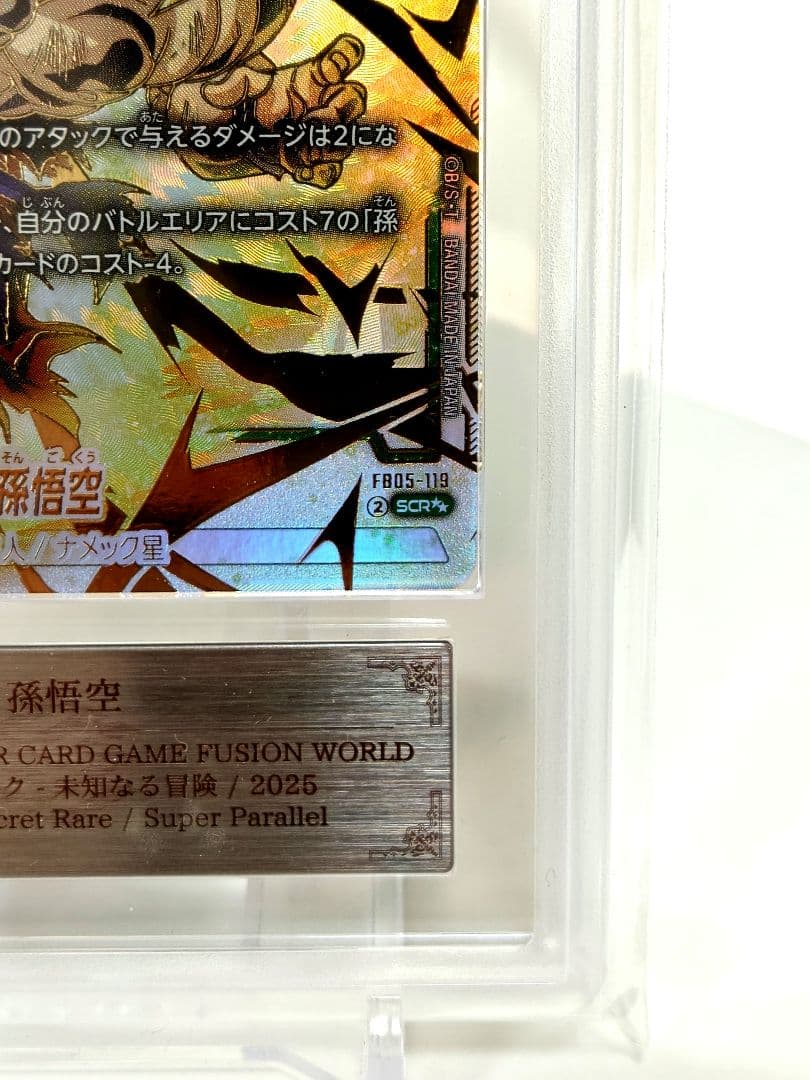 のアタックで与えるダメージは2にな
、自分のバトルエリアにコスト7の「孫
カードのコスト-4。
©B/S・T BANDAI MADE IN JAPAN
孫悟空
人 / ナメック星
FB05-119
② SCR★★
孫悟空
R CARD GAME FUSION WORLD
ク - 未知なる冒険 / 2025
cret Rare / Super Parallel